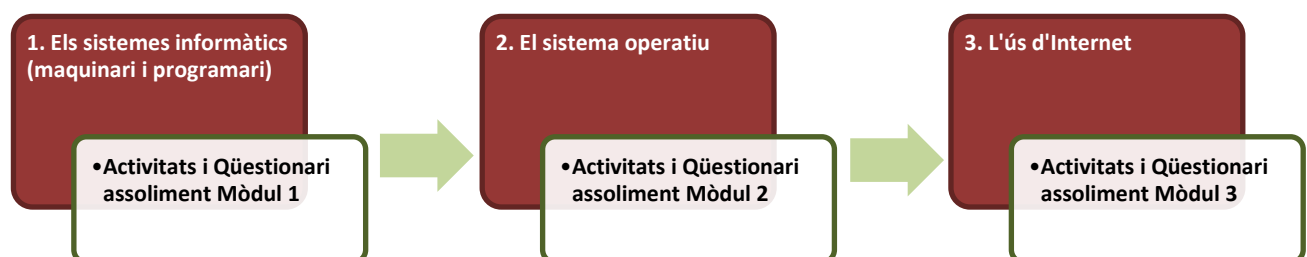 1. Els sistemes informàtics
(maquinari i programari)
•Activitats i Qüestionari
assoliment Mòdul 1
2. El sistema operatiu
•Activitats i Qüestionari
assoliment Mòdul 2
3. L'ús d'Internet
•Activitats i Qüestionari
assoliment Mòdul 3